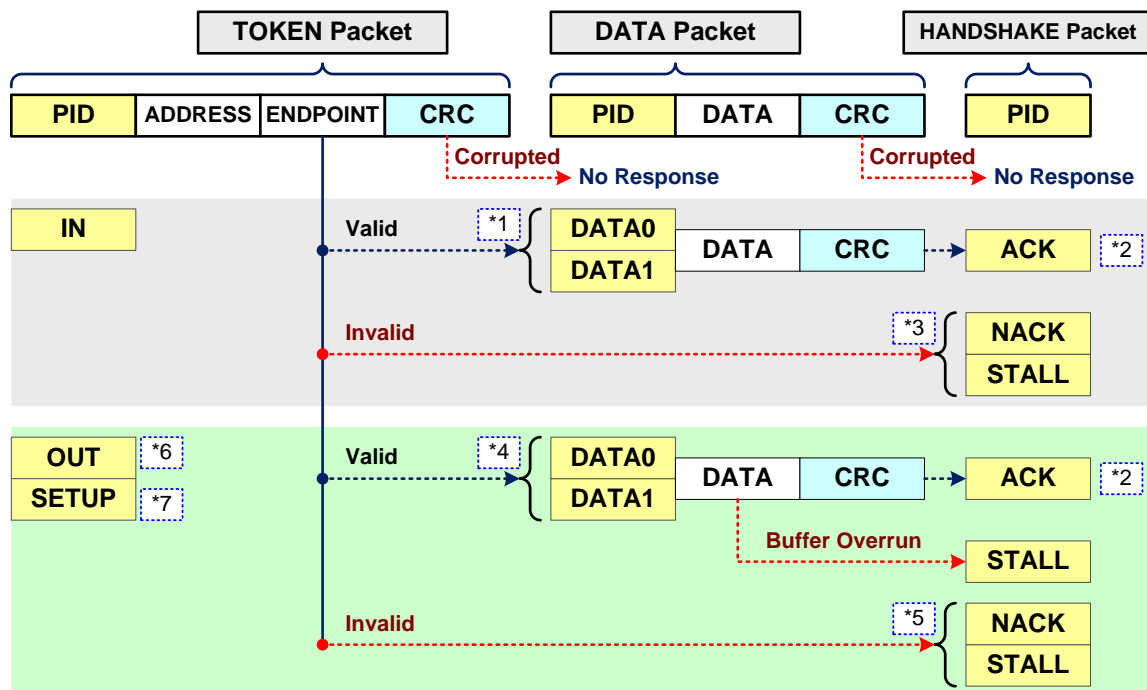 TOKEN Packet DATA Packet HANDSHAKE Packet
PID ADDRESS ENDPOINT CRC PID DATA CRC PID
Corrupted Corrupted
No Response No Response
IN Valid *1 DATA0
DATA1 DATA CRC ACK *2
Invalid *3 NACK
STALL
OUT *6 Valid *4 DATA0
SETUP *7 DATA1 DATA CRC ACK *2
Buffer Overrun
STALL
Invalid *5 NACK
STALL